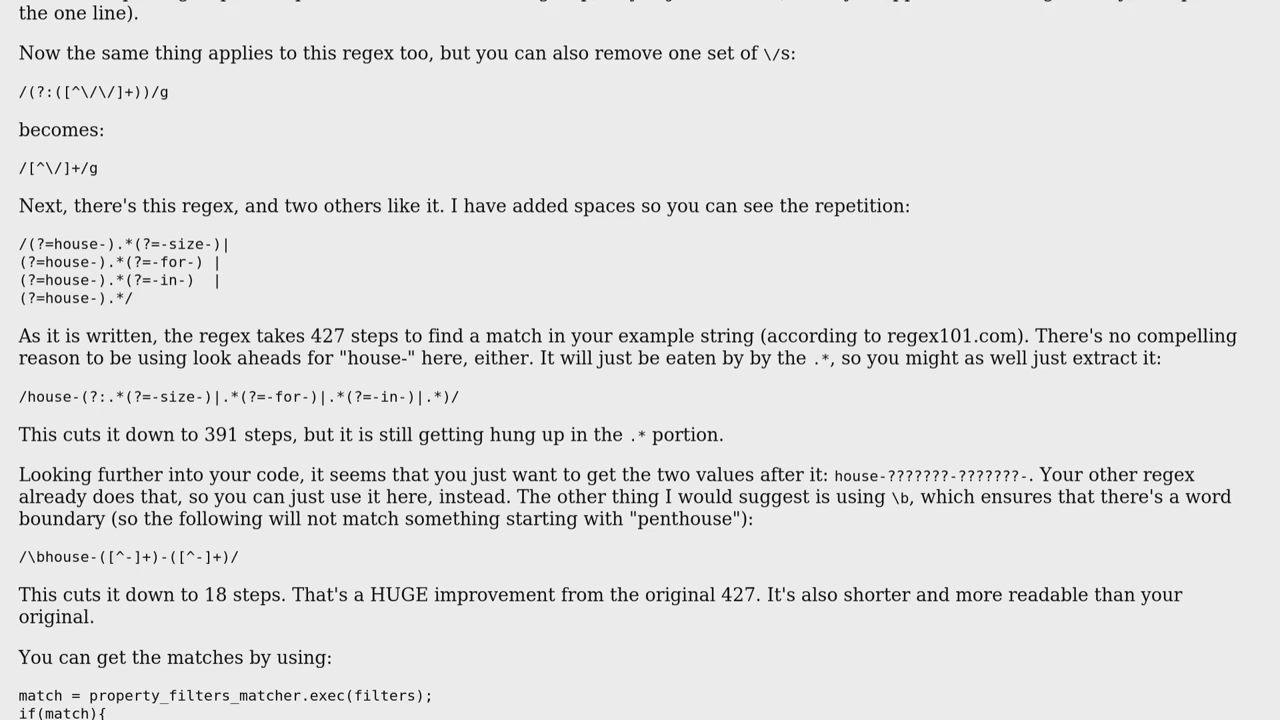 the one line).
Now the same thing applies to this regex too, but you can also remove one set of \/s:
/(?:([^\/\/]+))/g
becomes:
/[^\/]+/g
Next, there's this regex, and two others like it. I have added spaces so you can see the repetition:
/(?=house-).*(?=-size-)|
(?=house-).*(?=-for-) |
(?=house-).*(?=-in-)  |
(?=house-).*/
As it is written, the regex takes 427 steps to find a match in your example string (according to regex101.com). There's no compelling
reason to be using look aheads for "house-" here, either. It will just be eaten by by the .*, so you might as well just extract it:
/house-(?:.*(?=-size-)|.*(?=-for-)|.*(?=-in-)|.*)/
This cuts it down to 391 steps, but it is still getting hung up in the .* portion.
Looking further into your code, it seems that you just want to get the two values after it: house-???????-???????-. Your other regex
already does that, so you can just use it here, instead. The other thing I would suggest is using \b, which ensures that there's a word
boundary (so the following will not match something starting with "penthouse"):
/\bhouse-([^-]+)-([^-]+)/
This cuts it down to 18 steps. That's a HUGE improvement from the original 427. It's also shorter and more readable than your
original.
You can get the matches by using:
match = property_filters_matcher.exec(filters);
if(match){